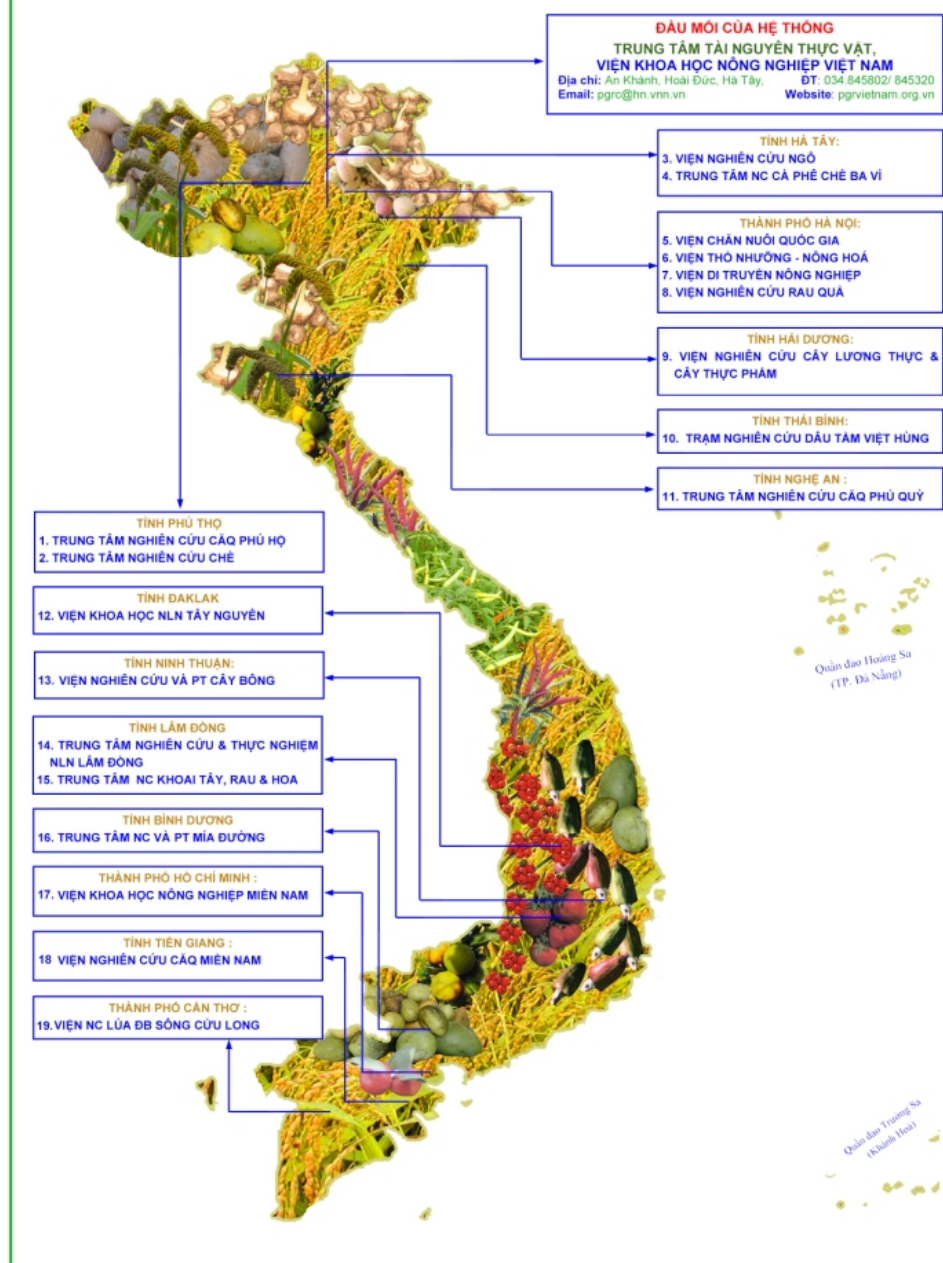 ĐẦU MỐI CỦA HỆ THỐNG
TRUNG TÂM TÀI NGUYÊN THỰC VẬT,
VIỆN KHOA HỌC NÔNG NGHIỆP VIỆT NAM
Địa chỉ: An Khánh, Hoài Đức, Hà Tây, ĐT: 034.845802/ 845320
Email: pgrc@hn.vnn.vn Website: pgrvietnam.org.vn
TỈNH HÀ TÂY:
3. VIỆN NGHIÊN CỨU NGÔ
4. TRUNG TÂM NC CÀ PHÊ CHÈ BA VÌ
THÀNH PHỐ HÀ NỘI:
5. VIỆN CHĂN NUÔI QUỐC GIA
6. VIỆN THỔ NHƯỠNG - NÔNG HOÁ
7. VIỆN DI TRUYỀN NÔNG NGHIỆP
8. VIỆN NGHIÊN CỨU RAU QUẢ
TỈNH HẢI DƯƠNG:
9. VIỆN NGHIÊN CỨU CÂY LƯƠNG THỰC &
CÂY THỰC PHẨM
TỈNH THÁI BÌNH:
10. TRẠM NGHIÊN CỨU DÂU TẰM VIỆT HÙNG
TỈNH NGHỆ AN :
11. TRUNG TÂM NGHIÊN CỨU CĂQ PHỦ QUỲ
TỈNH PHÚ THỌ
1. TRUNG TÂM NGHIÊN CỨU CĂQ PHÚ HỘ
2. TRUNG TÂM NGHIÊN CỨU CHÈ
TỈNH ĐAKLAK
12. VIỆN KHOA HỌC NLN TÂY NGUYÊN
TỈNH NINH THUẬN:
13. VIỆN NGHIÊN CỨU VÀ PT CÂY BÔNG
TỈNH LÂM ĐỒNG
14. TRUNG TÂM NGHIÊN CỨU & THỰC NGHIỆM
NLN LÂM ĐỒNG
15. TRUNG TÂM NC KHOAI TÂY, RAU & HOA
TỈNH BÌNH DƯƠNG
16. TRUNG TÂM NC VÀ PT MÍA ĐƯỜNG
THÀNH PHỐ HỒ CHÍ MINH :
17. VIỆN KHOA HỌC NÔNG NGHIỆP MIỀN NAM
TỈNH TIỀN GIANG :
18 VIỆN NGHIÊN CỨU CĂQ MIỀN NAM
THÀNH PHỐ CẦN THƠ :
19.VIỆN NC LÚA ĐB SÔNG CỬU LONG
Quần đảo Hoàng Sa
(TP. Đà Nẵng)
Quần đảo Trường Sa
(Khánh Hoà)